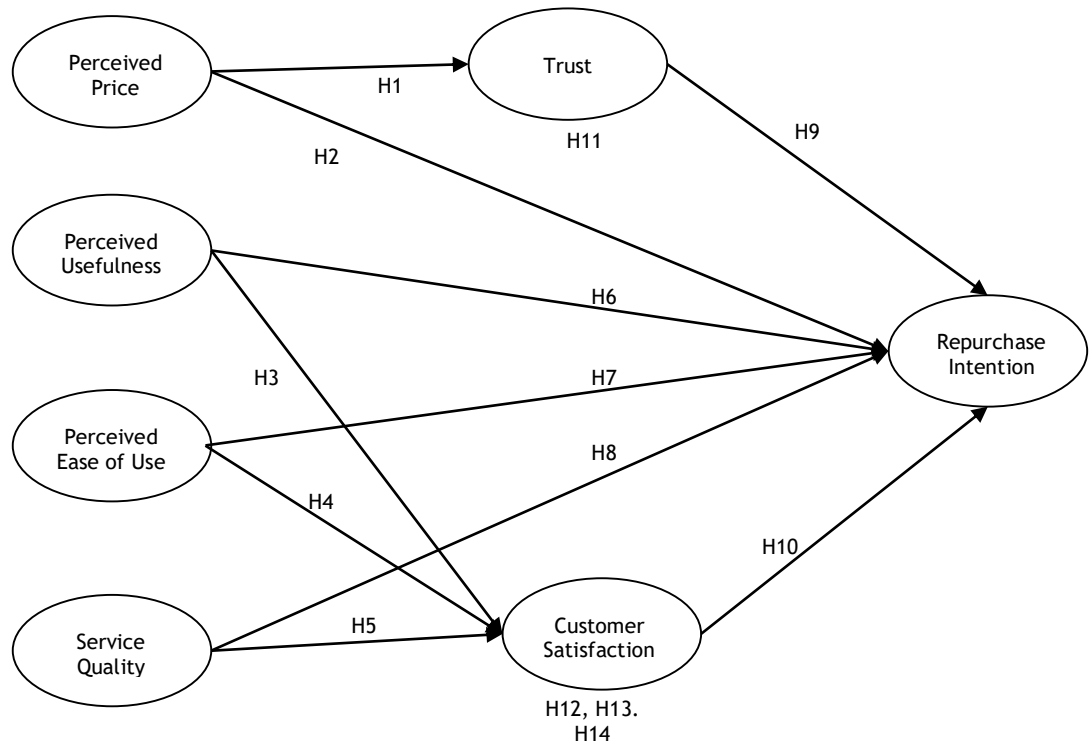 Perceived
Price
H1
Trust
H11
H9
H2
Perceived
Usefulness
H6
H3
H7
Repurchase
Intention
Perceived
Ease of Use
H4
H8
H10
Service
Quality
H5
Customer
Satisfaction
H12, H13.
H14